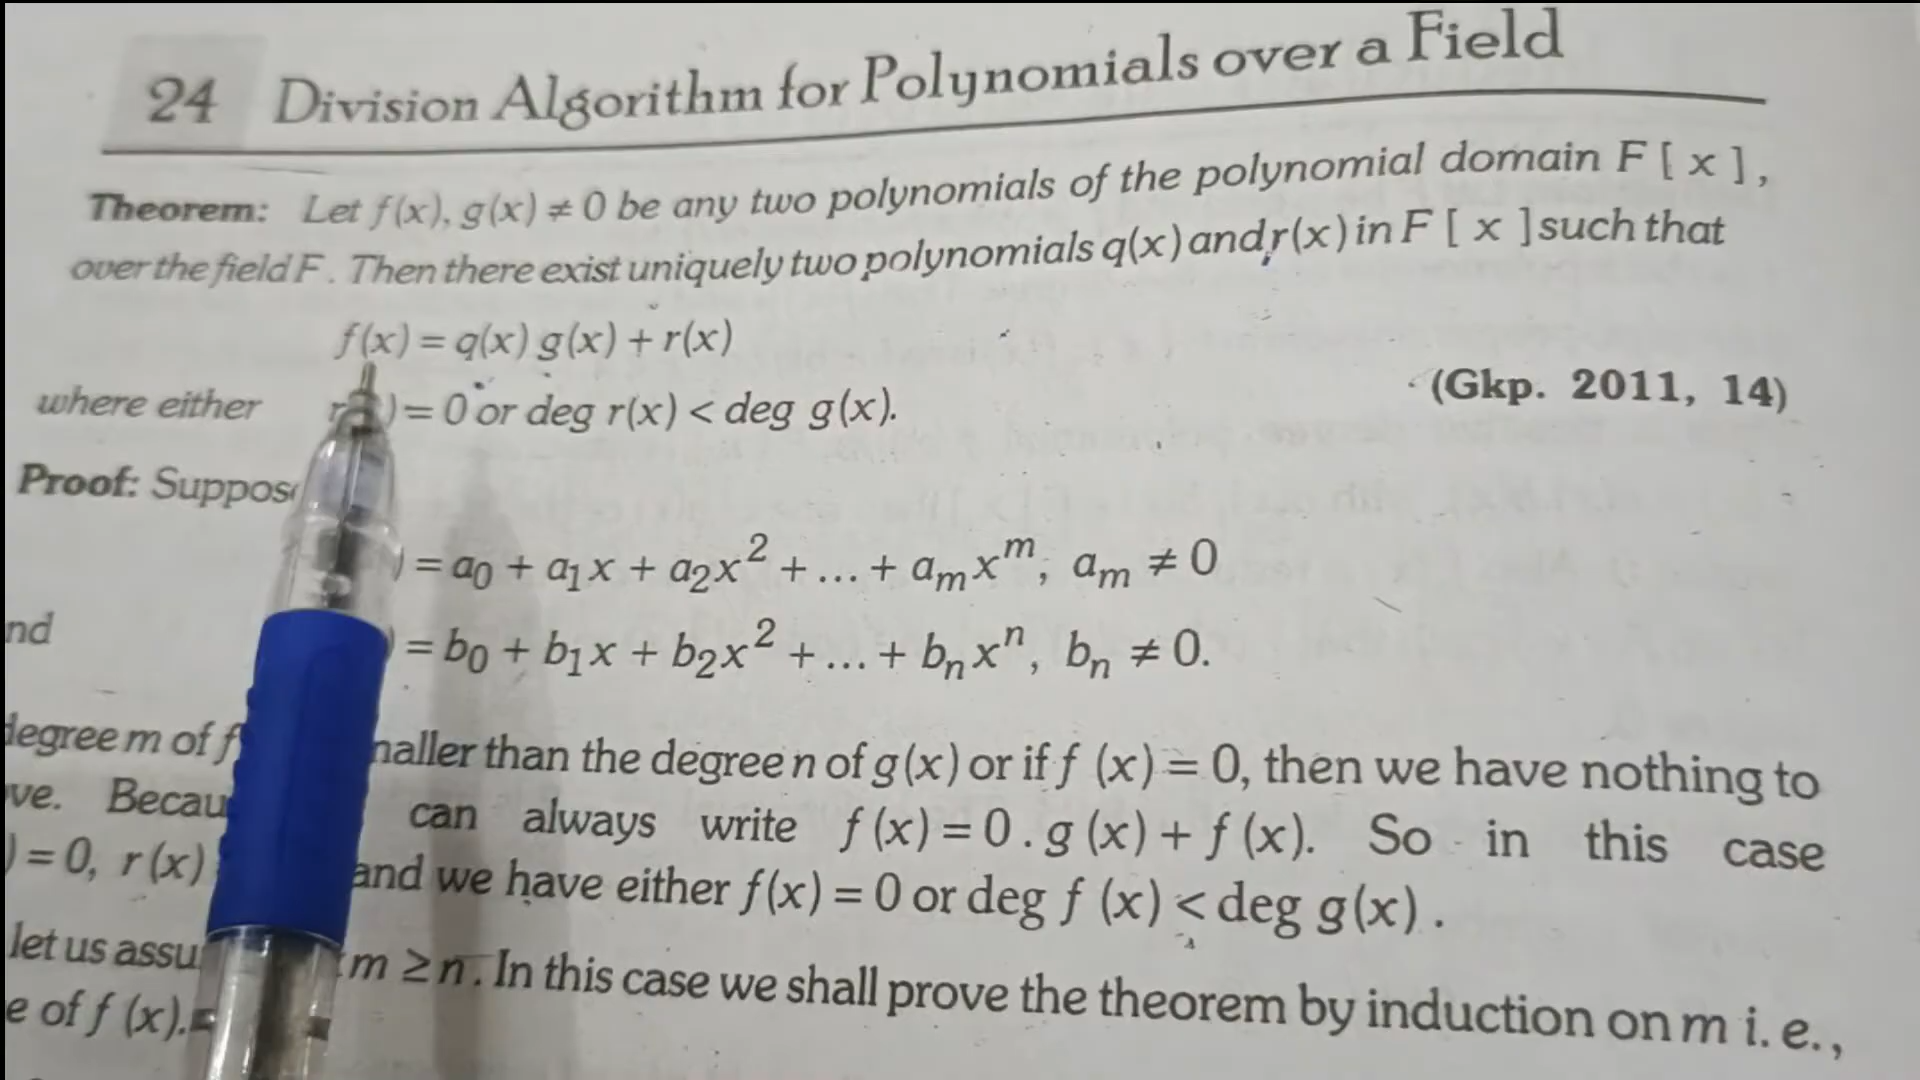 24 Division Algorithm for Polynomials over a Field
Theorem: Let f(x), g(x) ≠ 0 be any two polynomials of the polynomial domain F [ x ],
over the field F. Then there exist uniquely two polynomials q(x) and r(x) in F [ x ] such that
f(x) = q(x) g(x) + r(x)
(Gkp. 2011, 14)
where either ) = 0 or deg r(x) < deg g(x).
Proof:
) = a₀ + a₁x + a₂x² + ... + aₘxᵐ, aₘ ≠ 0
nd ) = b₀ + b₁x + b₂x² + ... + bₙxⁿ, bₙ ≠ 0.
degree m of f naller than the degree n of g(x) or if f (x) = 0, then we have nothing to
ve. can always write f (x) = 0 . g (x) + f (x). So in this case
) = 0, r (x) and we have either f(x) = 0 or deg f (x) < deg g(x) .
let us m ≥ n. In this case we shall prove the theorem by induction on m i. e.,
e of f (x).